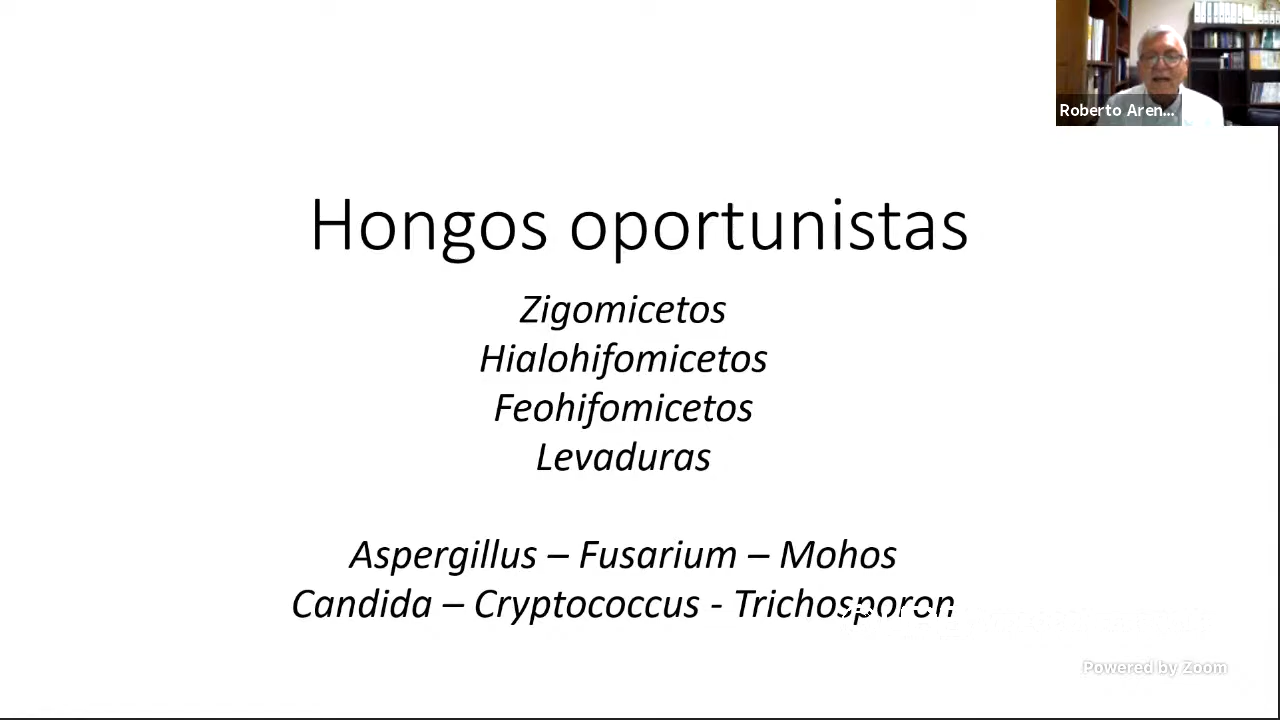 Roberto Aren...
Hongos oportunistas
Zigomicetos
Hialohifomicetos
Feohifomicetos
Levaduras
Aspergillus – Fusarium – Mohos
Candida – Cryptococcus - Trichosporon
Powered by Zoom